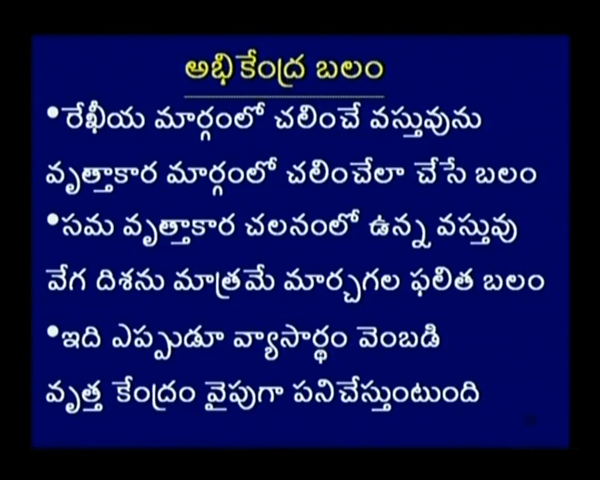 అభికేంద్ర బలం
•రేఖీయ మార్గంలో చలించే వస్తువును
వృత్తాకార మార్గంలో చలించేలా చేసే బలం
•సమ వృత్తాకార చలనంలో ఉన్న వస్తువు
వేగ దిశను మాత్రమే మార్చగల ఫలిత బలం
•ఇది ఎప్పుడూ వ్యాసార్థం వెంబడి
వృత్త కేంద్రం వైపుగా పనిచేస్తుంటుంది